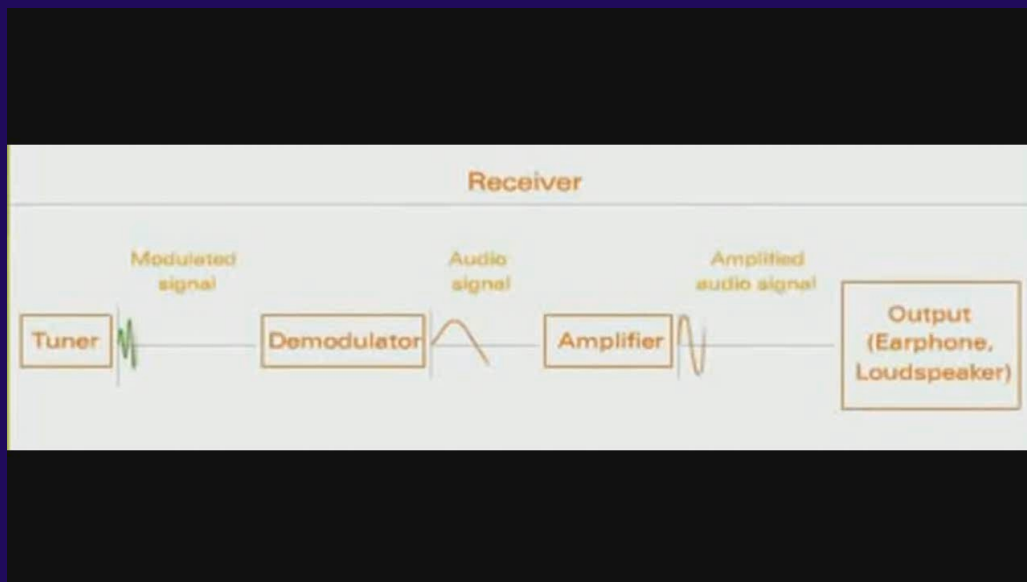 Receiver
Modulated
signal
Audio
signal
Amplified
audio signal
Tuner
Demodulator
Amplifier
Output
(Earphone,
Loudspeaker)